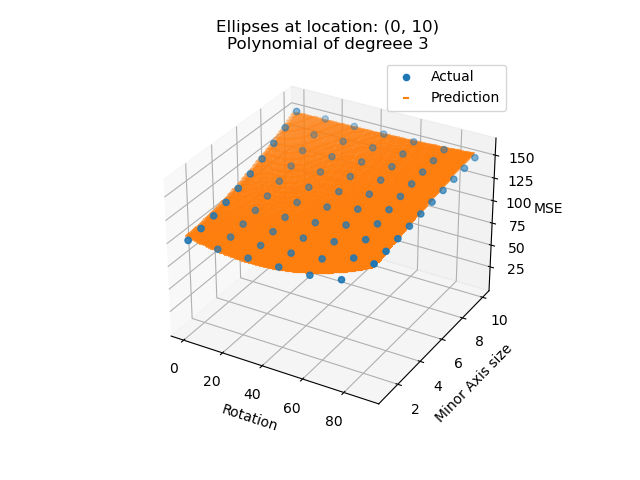 Ellipses at location: (0, 10)
Polynomial of degreee 3
Actual
Prediction
150
125
100
75
50
25
MSE
10
8
6
4
2
Minor Axis size
0
20
40
60
80
Rotation